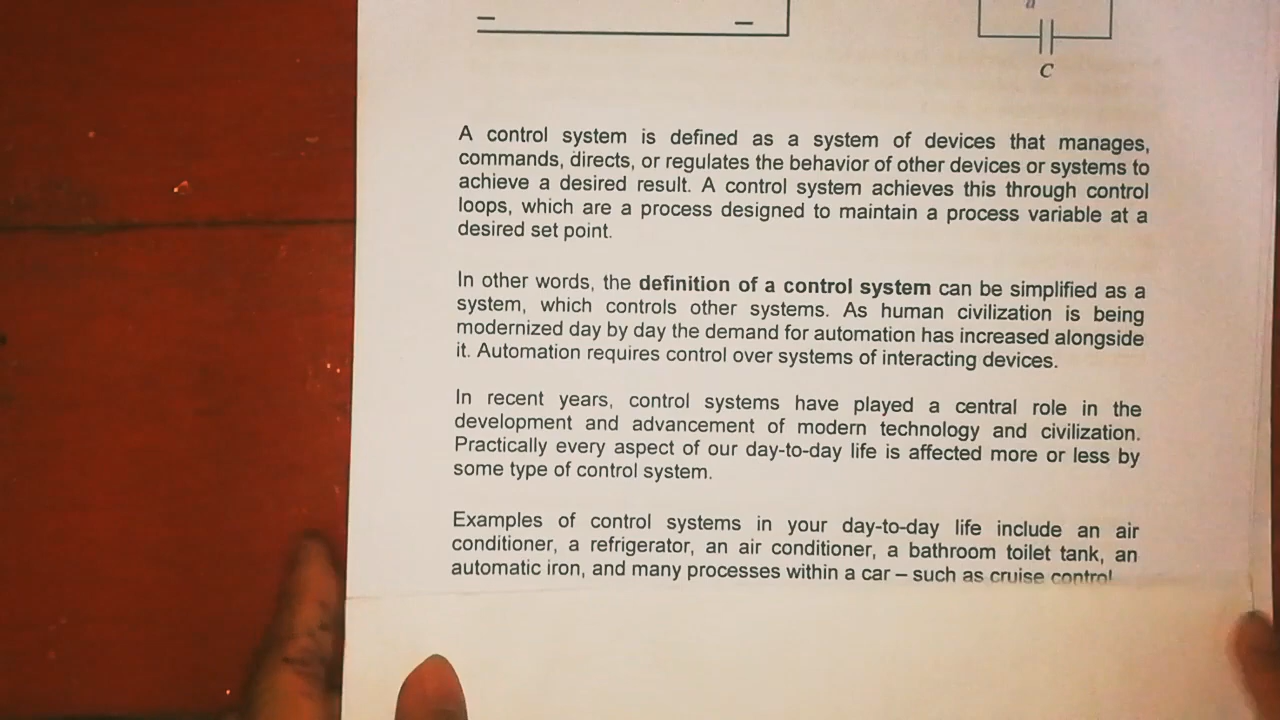 a
C
A control system is defined as a system of devices that manages,
commands, directs, or regulates the behavior of other devices or systems to
achieve a desired result. A control system achieves this through control
loops, which are a process designed to maintain a process variable at a
desired set point.
In other words, the definition of a control system can be simplified as a
system, which controls other systems. As human civilization is being
modernized day by day the demand for automation has increased alongside
it. Automation requires control over systems of interacting devices.
In recent years, control systems have played a central role in the
development and advancement of modern technology and civilization.
Practically every aspect of our day-to-day life is affected more or less by
some type of control system.
Examples of control systems in your day-to-day life include an air
conditioner, a refrigerator, an air conditioner, a bathroom toilet tank, an
automatic iron, and many processes within a car – such as cruise control